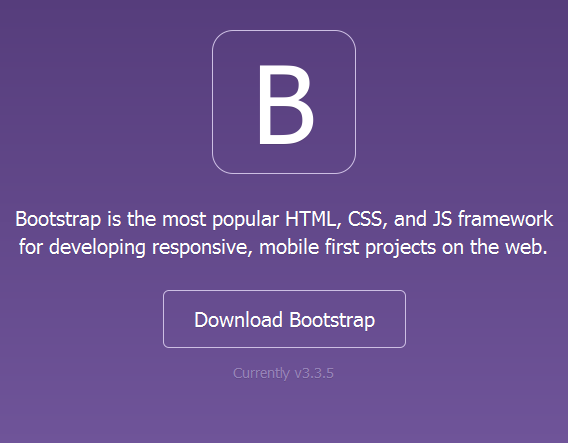 B
Bootstrap is the most popular HTML, CSS, and JS framework
for developing responsive, mobile first projects on the web.
Download Bootstrap
Currently v3.3.5